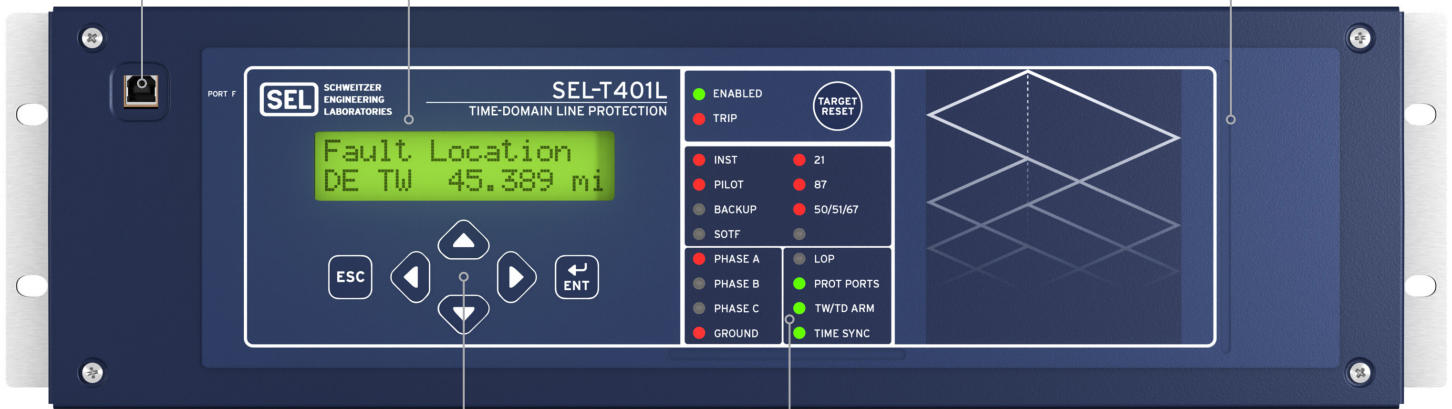 PORT F
SEL
SCHWEITZER
ENGINEERING
LABORATORIES
SEL-T401L
TIME-DOMAIN LINE PROTECTION
Fault Location
DE TW 45.389 mi
ESC
ENT
ENABLED
TRIP
TARGET
RESET
INST
21
PILOT
87
BACKUP
50/51/67
SOTF
PHASE A
LOP
PHASE B
PROT PORTS
PHASE C
TW/TD ARM
GROUND
TIME SYNC